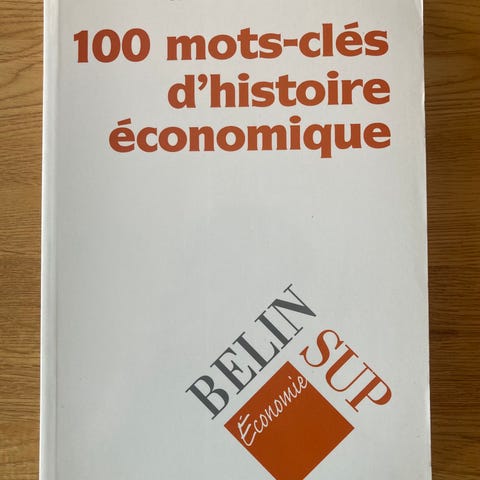 100 mots-clés
d'histoire
économique
BELIN
SUP
Économie